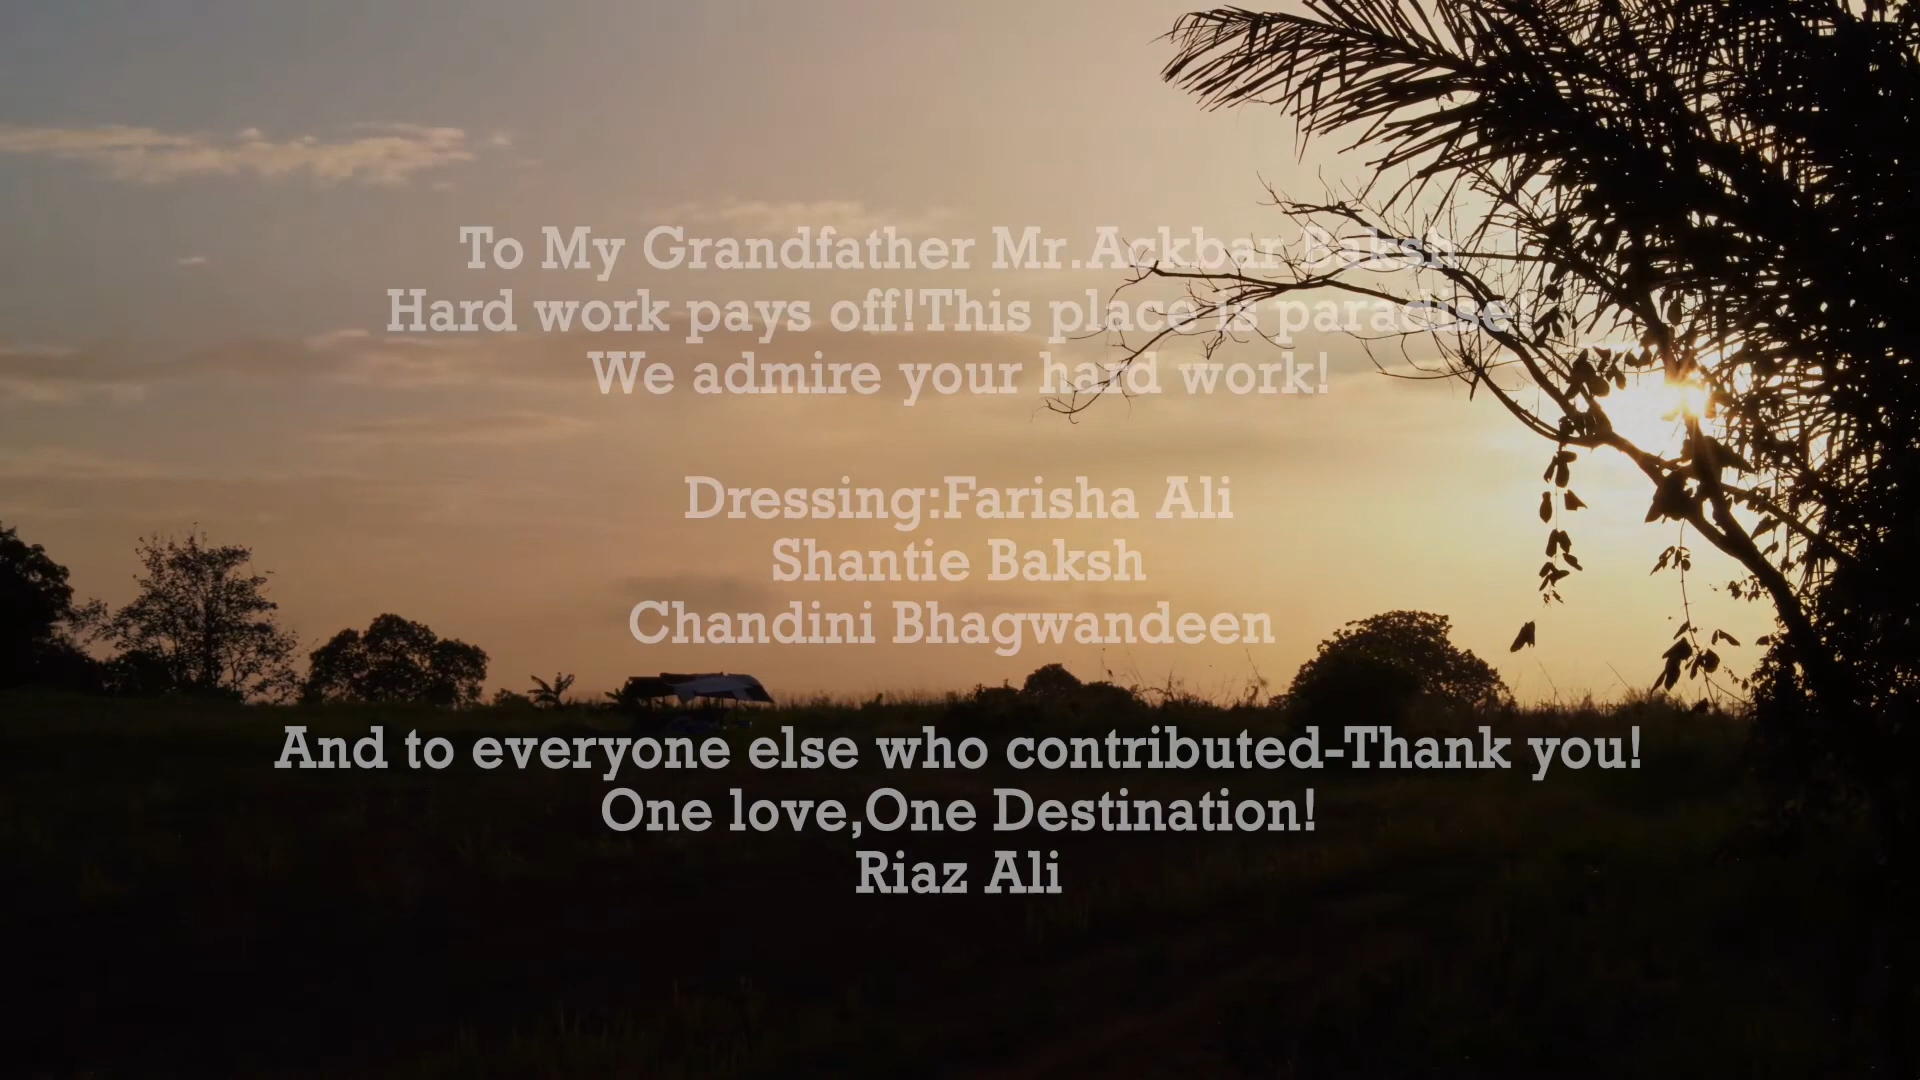 To My Grandfather Mr.Ackbar Baksh
Hard work pays off!This place is paradise
We admire your hard work!
Dressing:Farisha Ali
Shantie Baksh
Chandini Bhagwandeen
And to everyone else who contributed-Thank you!
One love,One Destination!
Riaz Ali